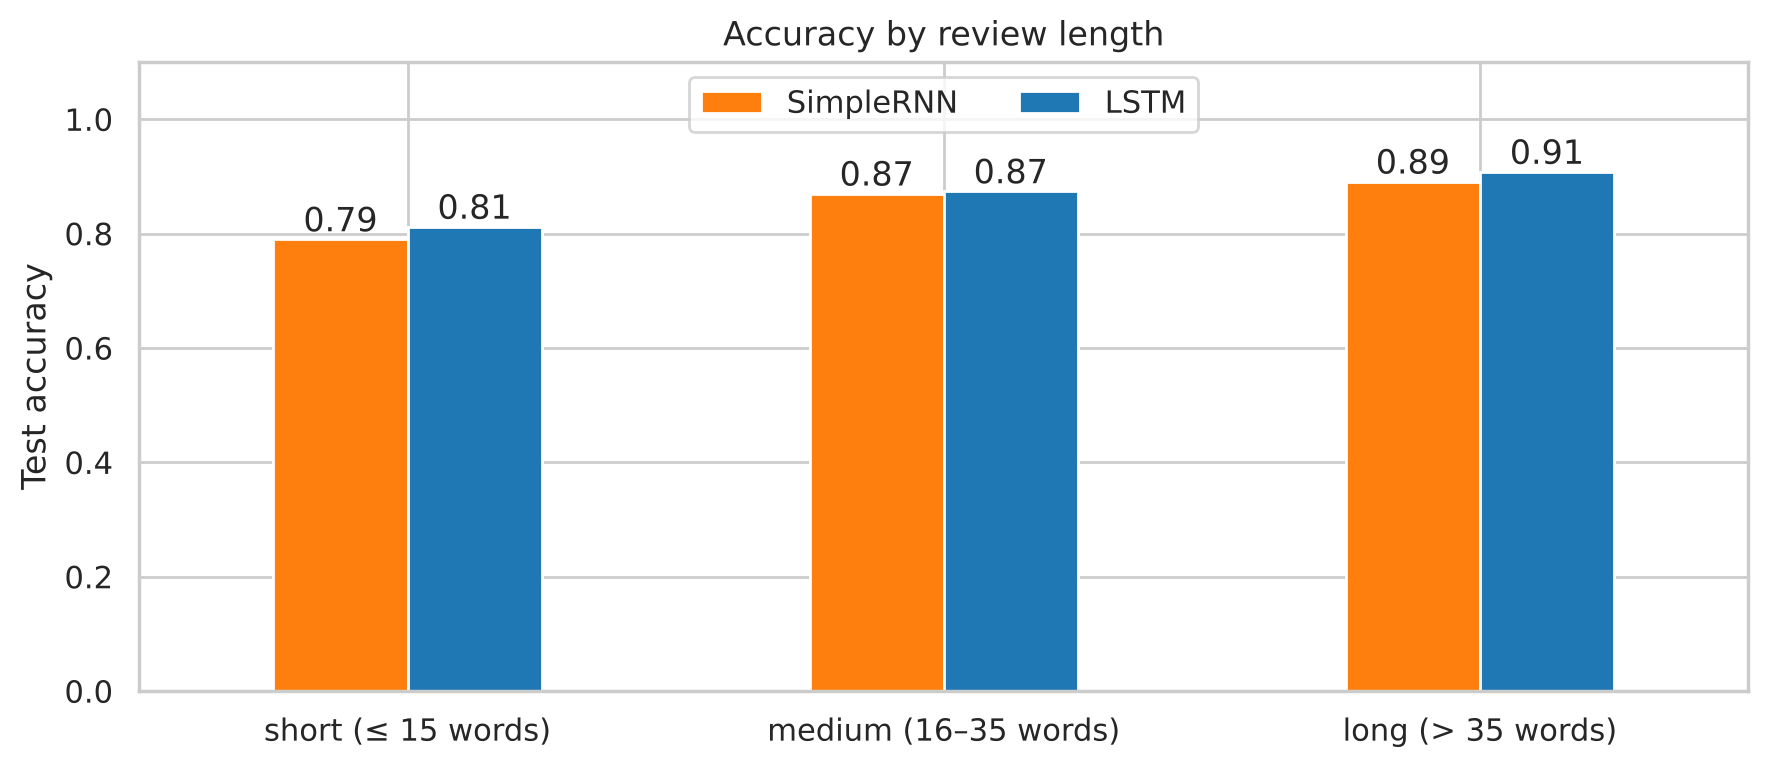 Accuracy by review length
SimpleRNN LSTM
1.0
0.8
0.6
0.4
0.2
0.0
Test accuracy
0.79 0.81 0.87 0.87 0.89 0.91
short (≤ 15 words) medium (16–35 words) long (> 35 words)